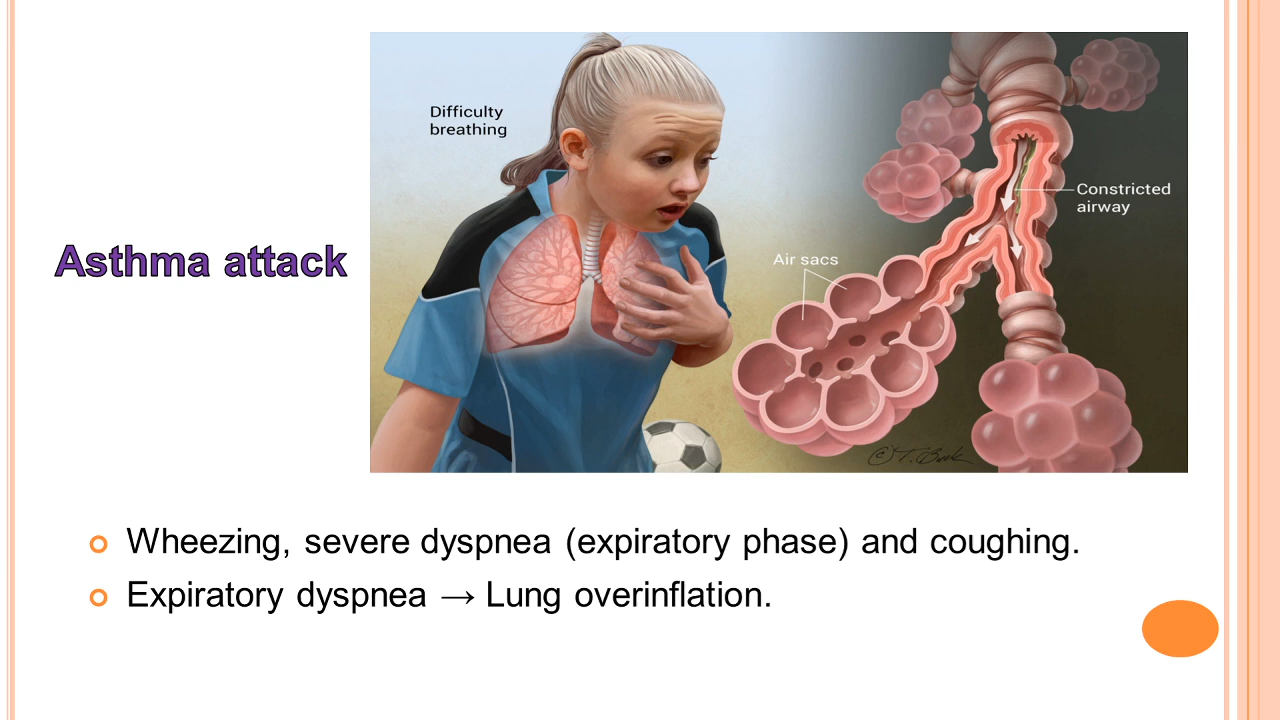 Difficulty
breathing
Constricted
airway
Air sacs
Asthma attack
Wheezing, severe dyspnea (expiratory phase) and coughing.
Expiratory dyspnea → Lung overinflation.